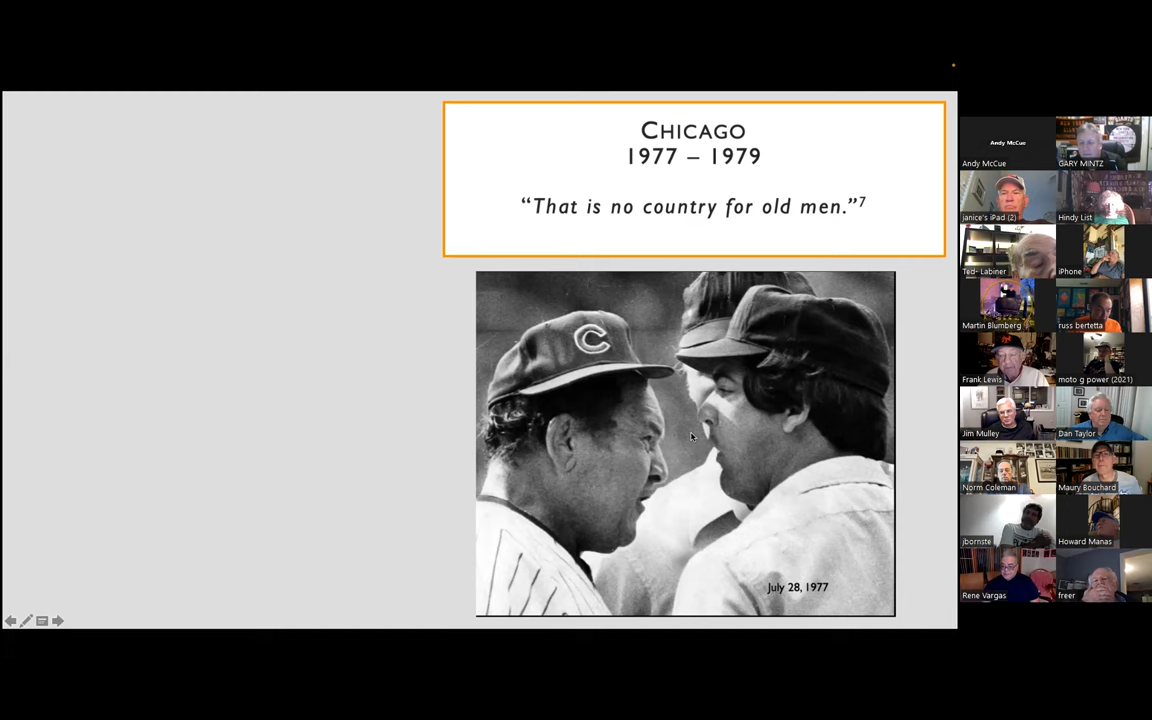 CHICAGO
1977 – 1979
“That is no country for old men.”7
C
July 28, 1977
Andy McCue
Andy McCue
GARY MINTZ
janice's iPad (2)
Hindy List
Ted- Labiner
iPhone
Martin Blumberg
russ bertetta
Frank Lewis
moto g power (2021)
Jim Mulley
Dan Taylor
Norm Coleman
Maury Bouchard
jbornste
Howard Manas
Rene Vargas
freer